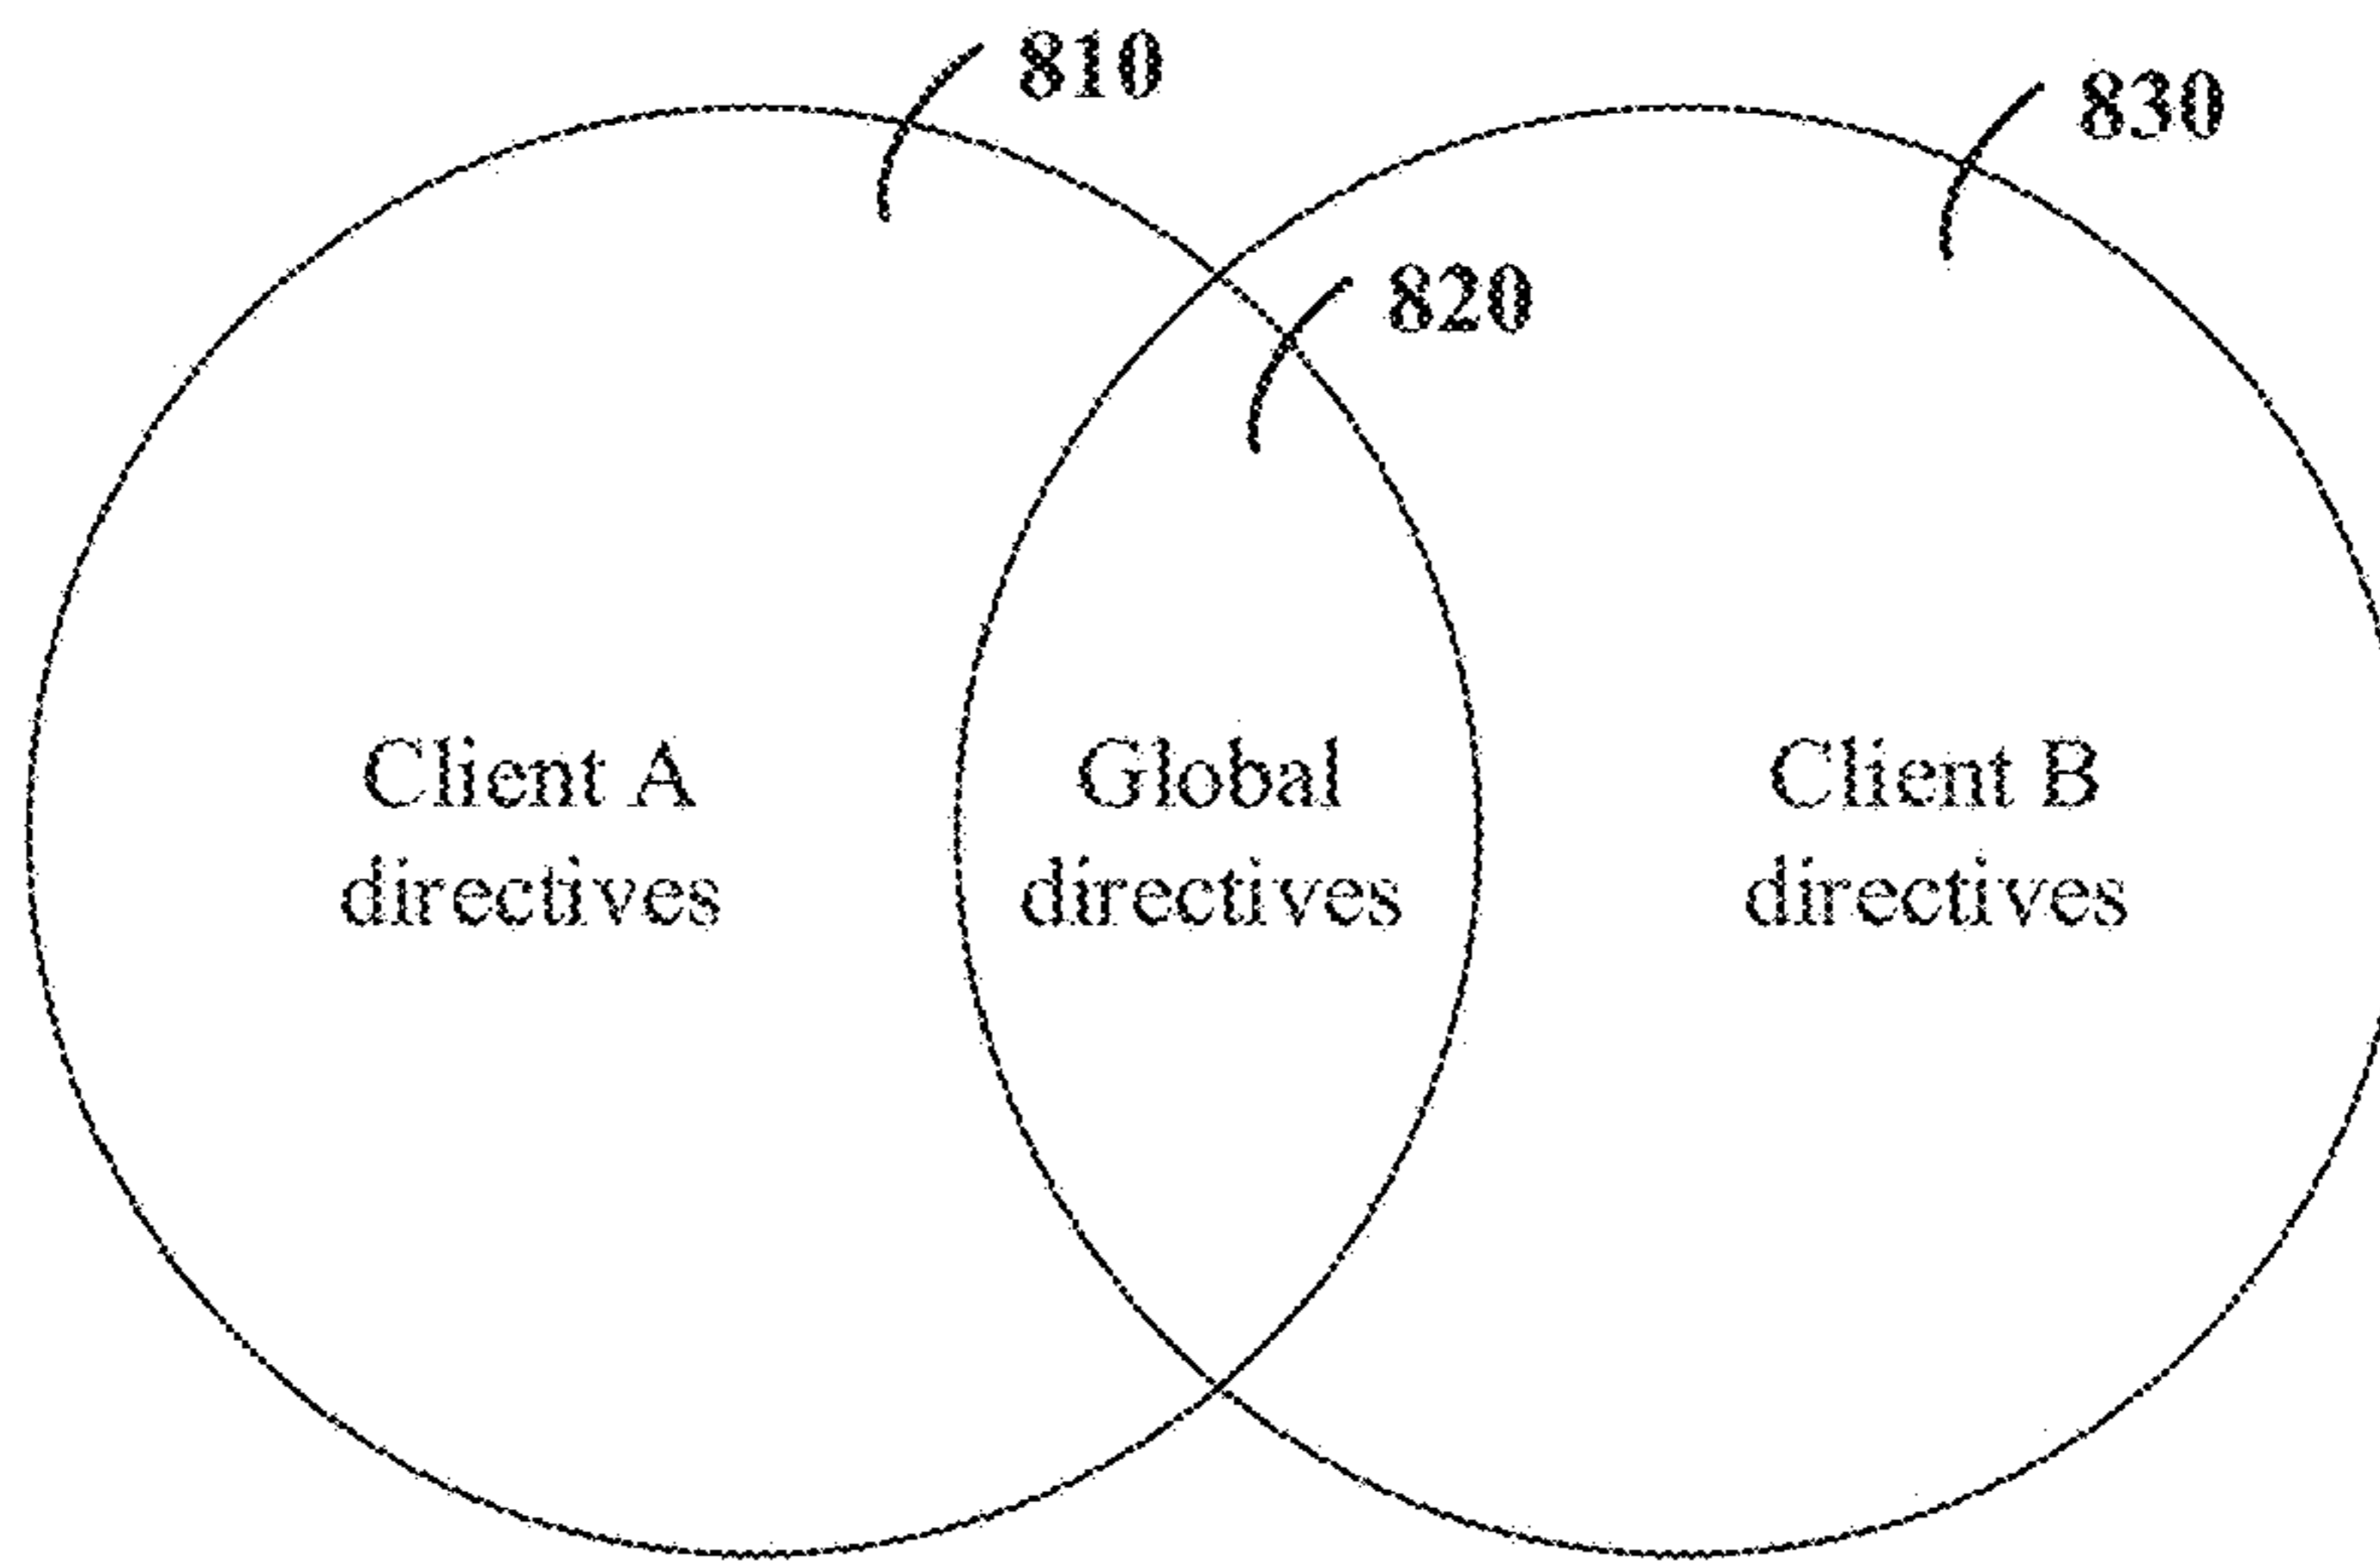 810
830
820
Client A
directives
Global
directives
Client B
directives